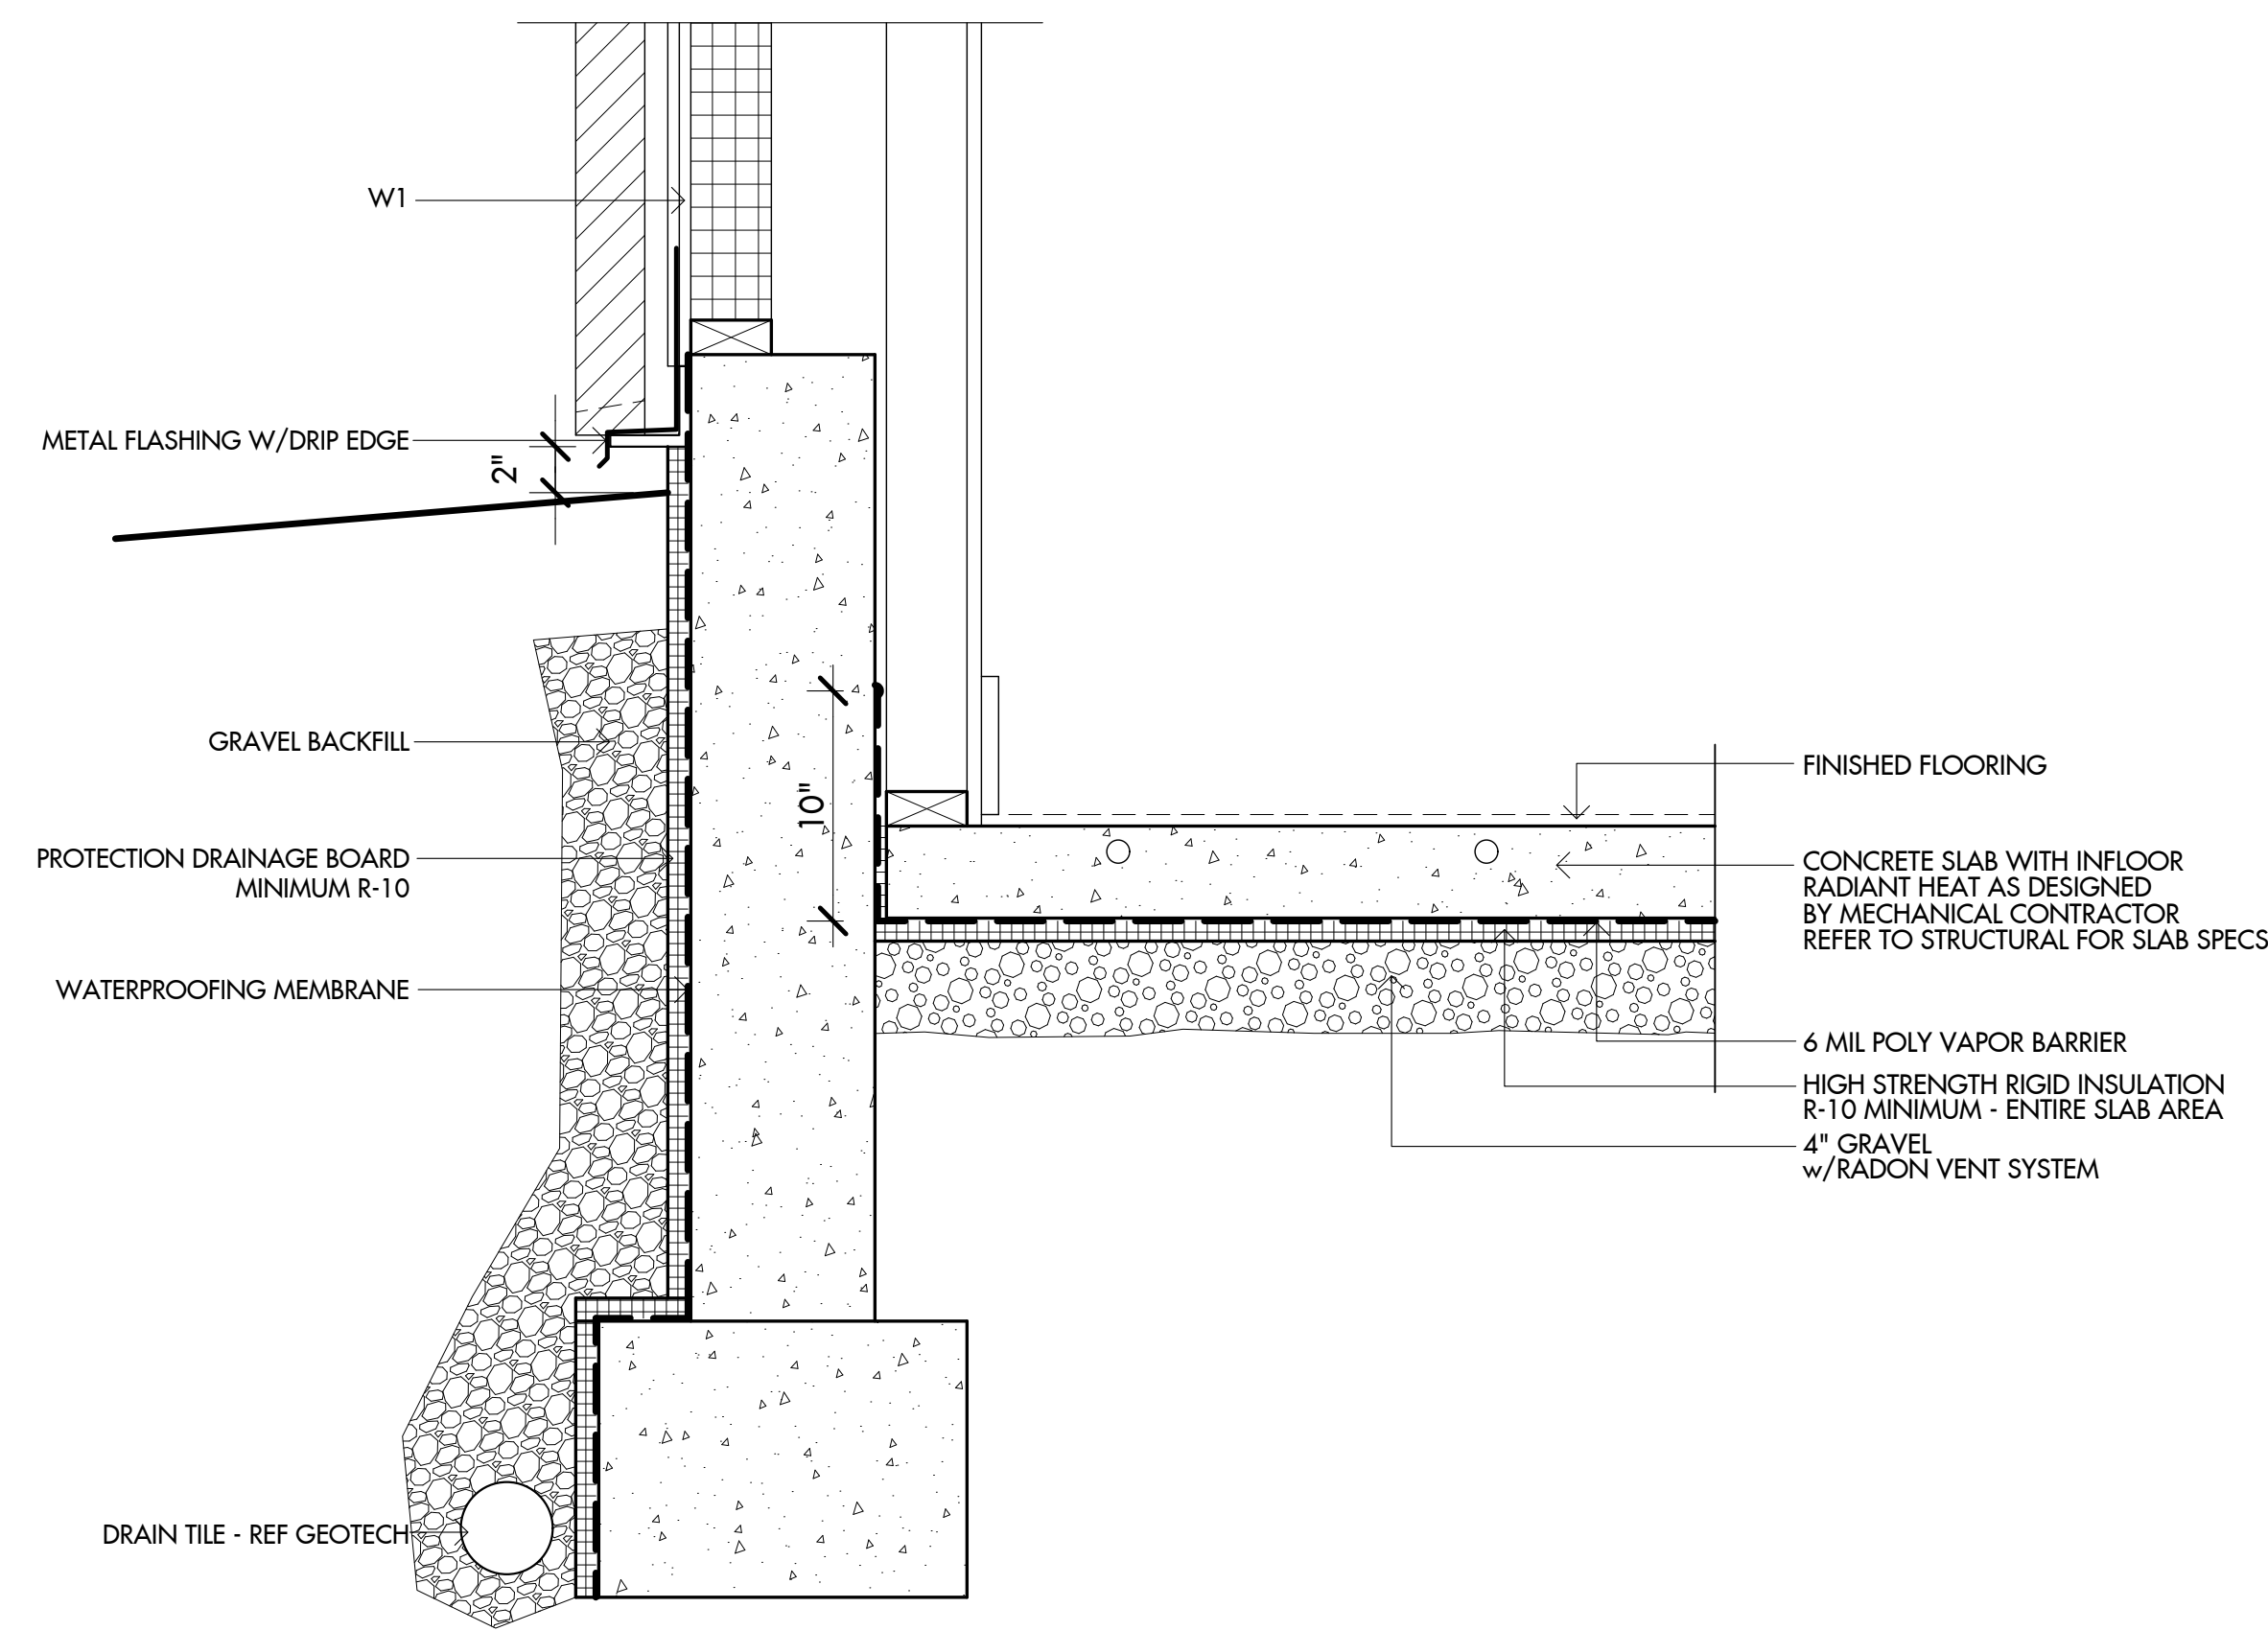 W1
METAL FLASHING W/DRIP EDGE
2"
GRAVEL BACKFILL
10"
PROTECTION DRAINAGE BOARD
MINIMUM R-10
WATERPROOFING MEMBRANE
DRAIN TILE - REF GEOTECH
FINISHED FLOORING
CONCRETE SLAB WITH INFLOOR
RADIANT HEAT AS DESIGNED
BY MECHANICAL CONTRACTOR
REFER TO STRUCTURAL FOR SLAB SPECS
6 MIL POLY VAPOR BARRIER
HIGH STRENGTH RIGID INSULATION
R-10 MINIMUM - ENTIRE SLAB AREA
4" GRAVEL
w/RADON VENT SYSTEM